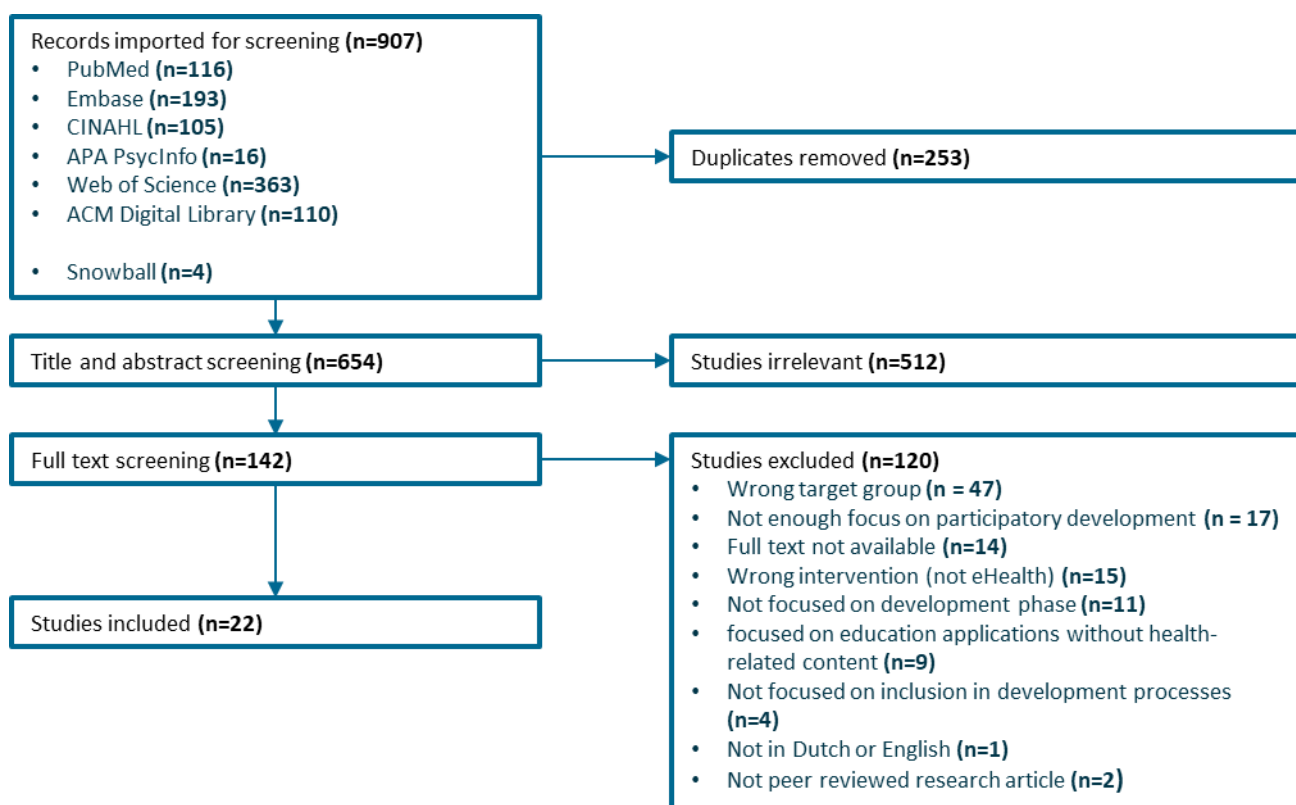 Records imported for screening (n=907)
• PubMed (n=116)
• Embase (n=193)
• CINAHL (n=105)
• APA PsycInfo (n=16)
• Web of Science (n=363)
• ACM Digital Library (n=110)
• Snowball (n=4)
Duplicates removed (n=253)
Title and abstract screening (n=654)
Studies irrelevant (n=512)
Full text screening (n=142)
Studies excluded (n=120)
• Wrong target group (n = 47)
• Not enough focus on participatory development (n = 17)
• Full text not available (n=14)
• Wrong intervention (not eHealth) (n=15)
• Not focused on development phase (n=11)
• focused on education applications without health-
related content (n=9)
• Not focused on inclusion in development processes
(n=4)
• Not in Dutch or English (n=1)
• Not peer reviewed research article (n=2)
Studies included (n=22)